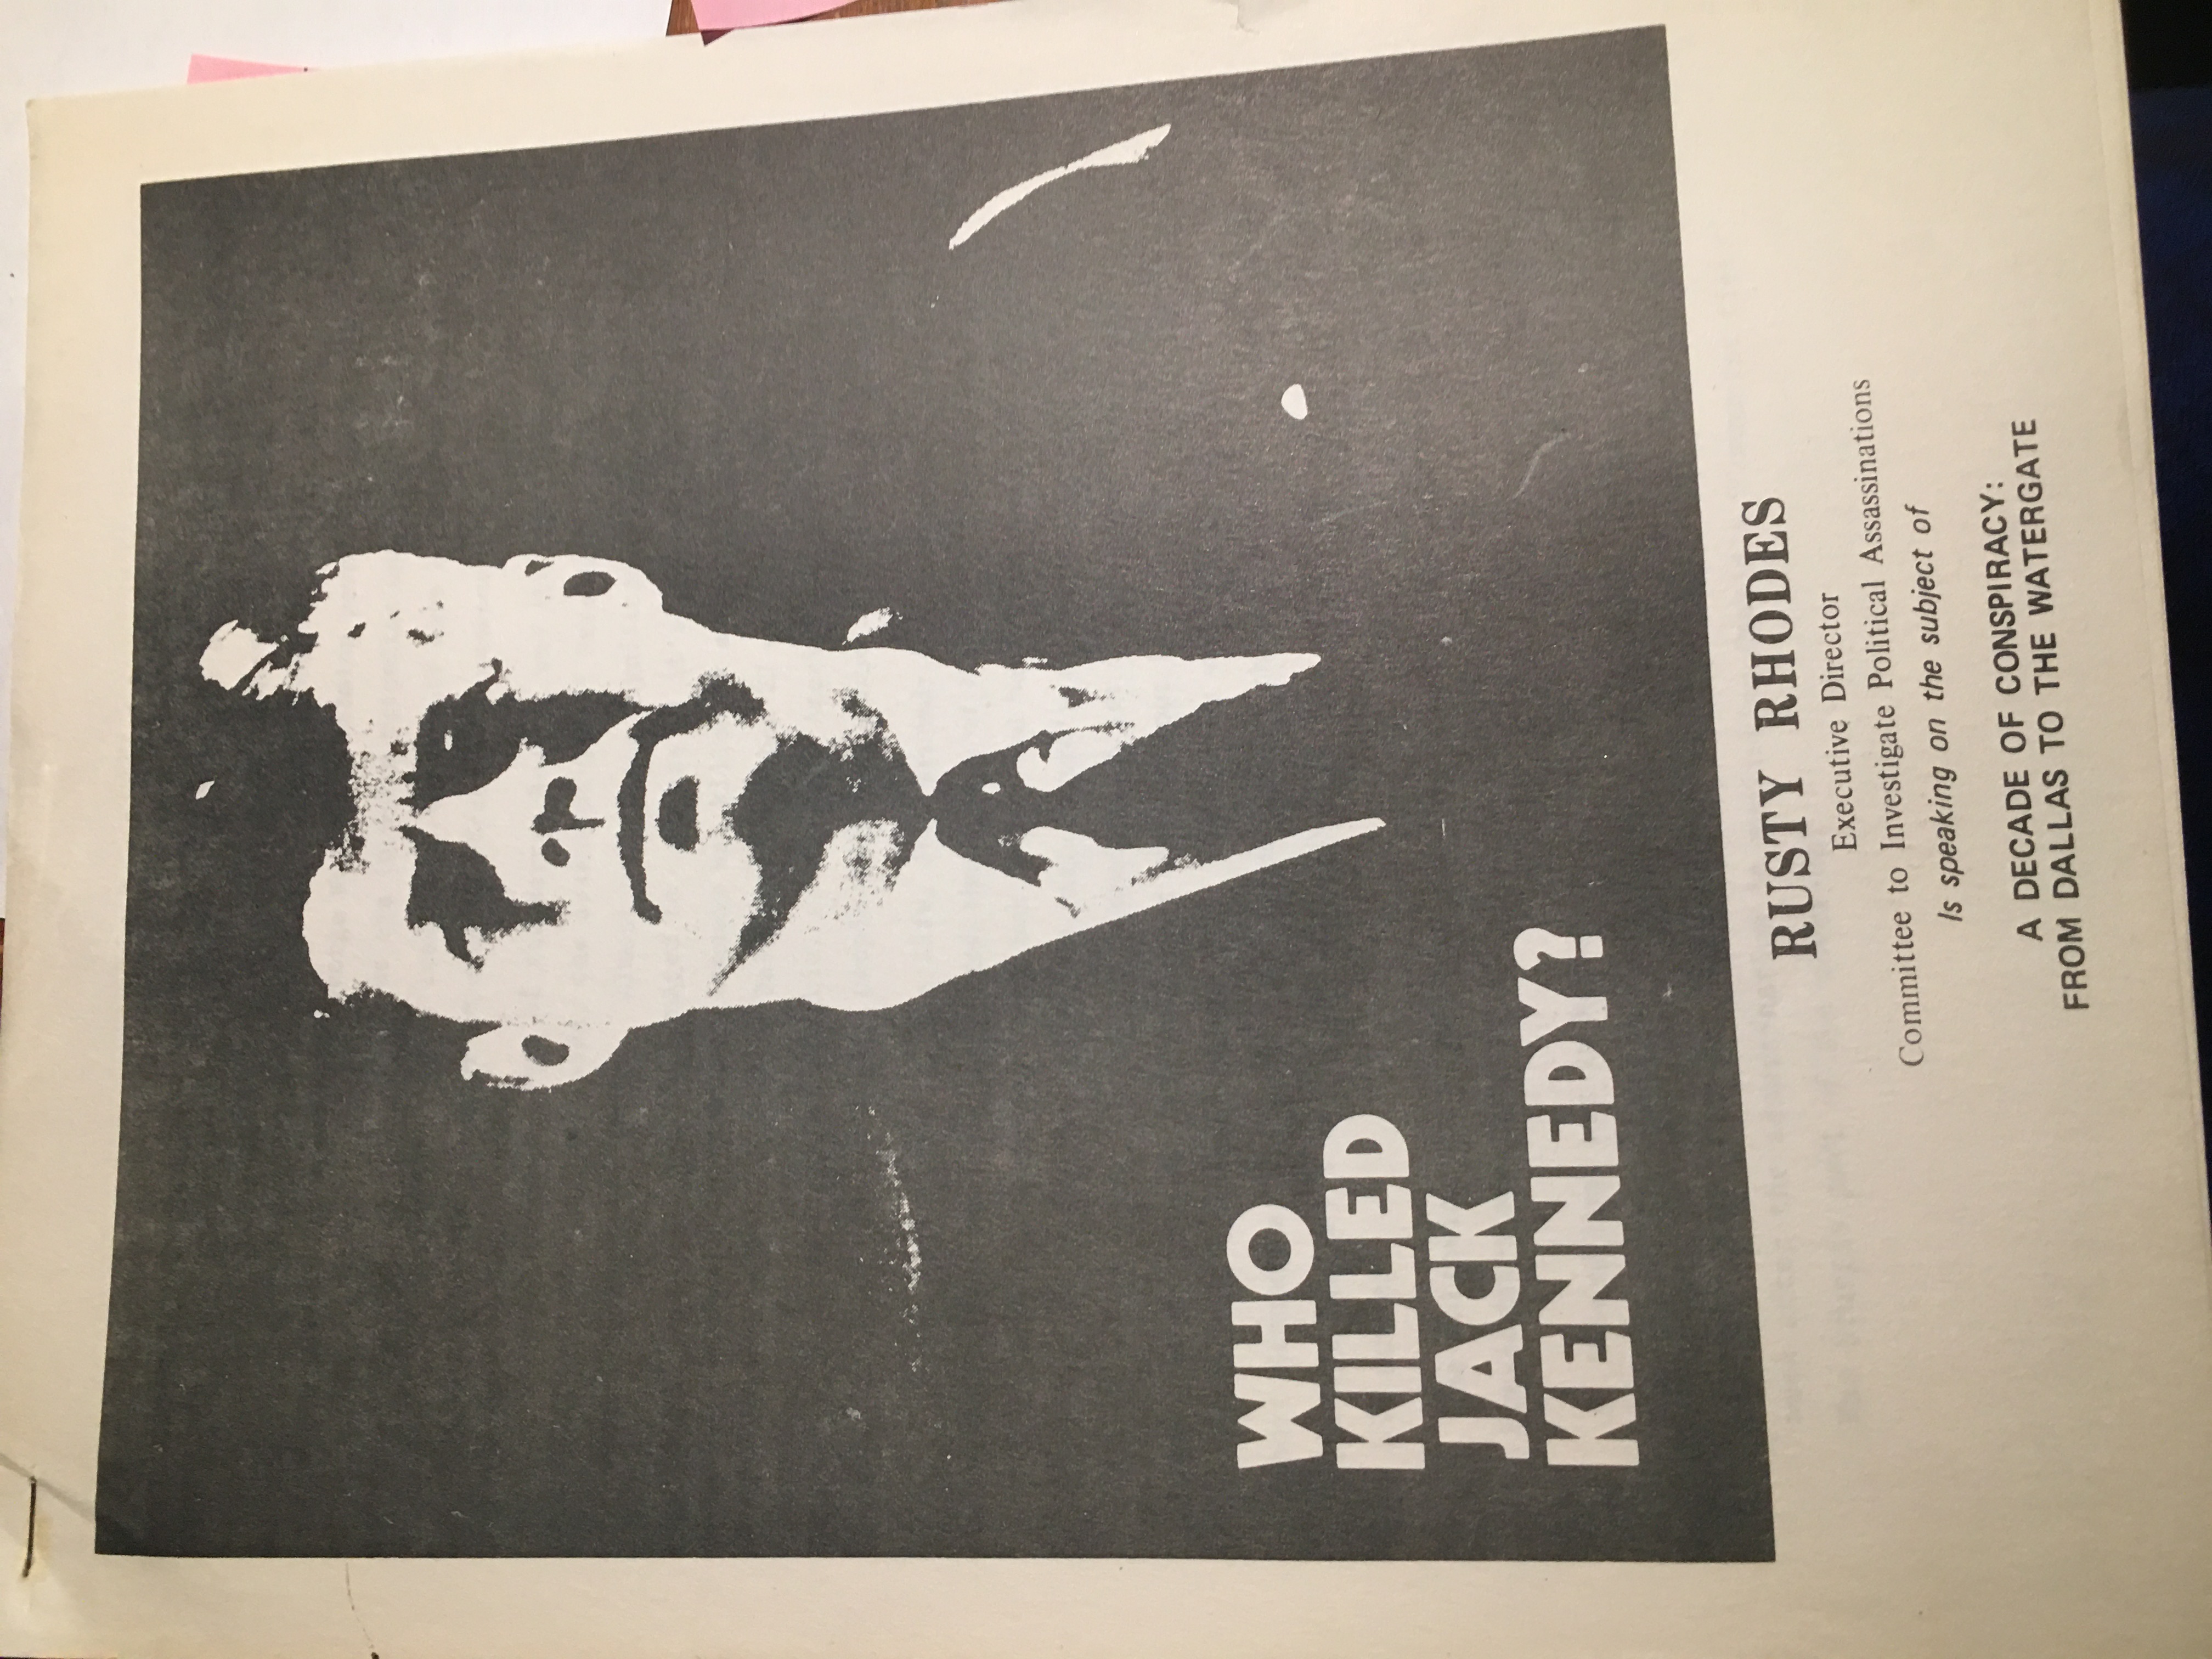 WHO
KILLED
JACK
KENNEDY?
RUSTY RHODES
Executive Director
Committee to Investigate Political Assassinations
Is speaking on the subject of
A DECADE OF CONSPIRACY:
FROM DALLAS TO THE WATERGATE